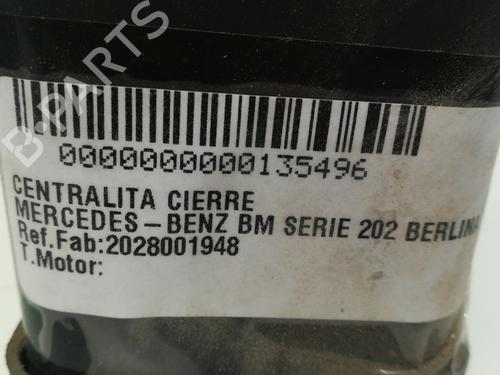 B-PARTS
0000000000135496
CENTRALITA CIERRE
MERCEDES-BENZ BM SERIE 202 BERLINA
Ref.Fab:2028001948
T.Motor: